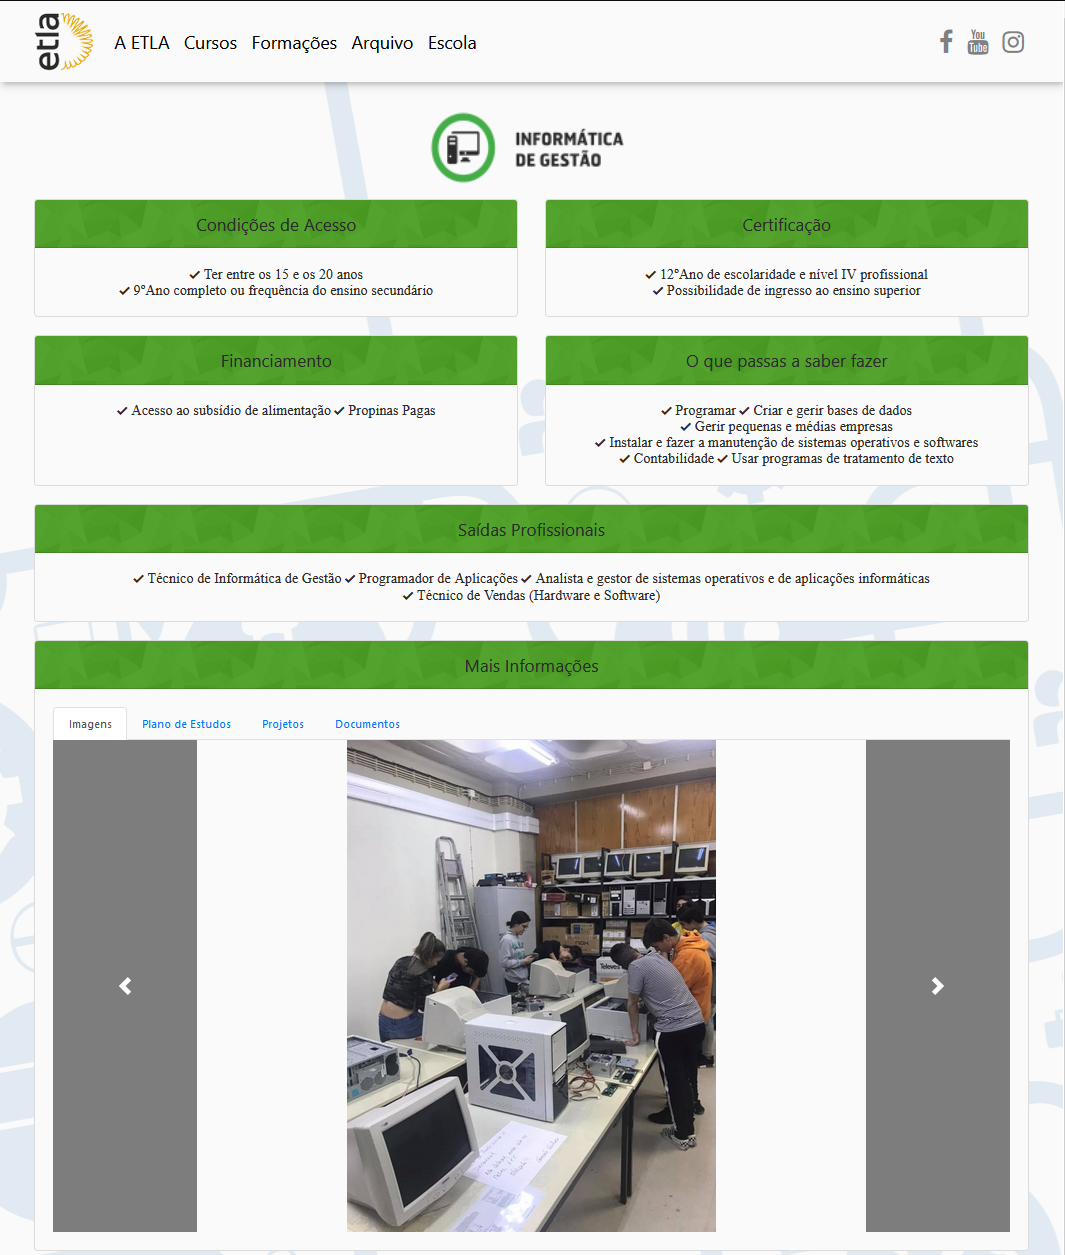 etla
A ETLA Cursos Formações Arquivo Escola
You
Tube
INFORMÁTICA
DE GESTÃO
Condições de Acesso
Ter entre os 15 e os 20 anos
9ºAno completo ou frequência do ensino secundário
Certificação
12ºAno de escolaridade e nível IV profissional
Possibilidade de ingresso ao ensino superior
Financiamento
Acesso ao subsídio de alimentação Propinas Pagas
O que passas a saber fazer
Programar Criar e gerir bases de dados
Gerir pequenas e médias empresas
Instalar e fazer a manutenção de sistemas operativos e softwares
Contabilidade Usar programas de tratamento de texto
Saídas Profissionais
Técnico de Informática de Gestão Programador de Aplicações Analista e gestor de sistemas operativos e de aplicações informáticas
Técnico de Vendas (Hardware e Software)
Mais Informações
Imagens Plano de Estudos Projetos Documentos